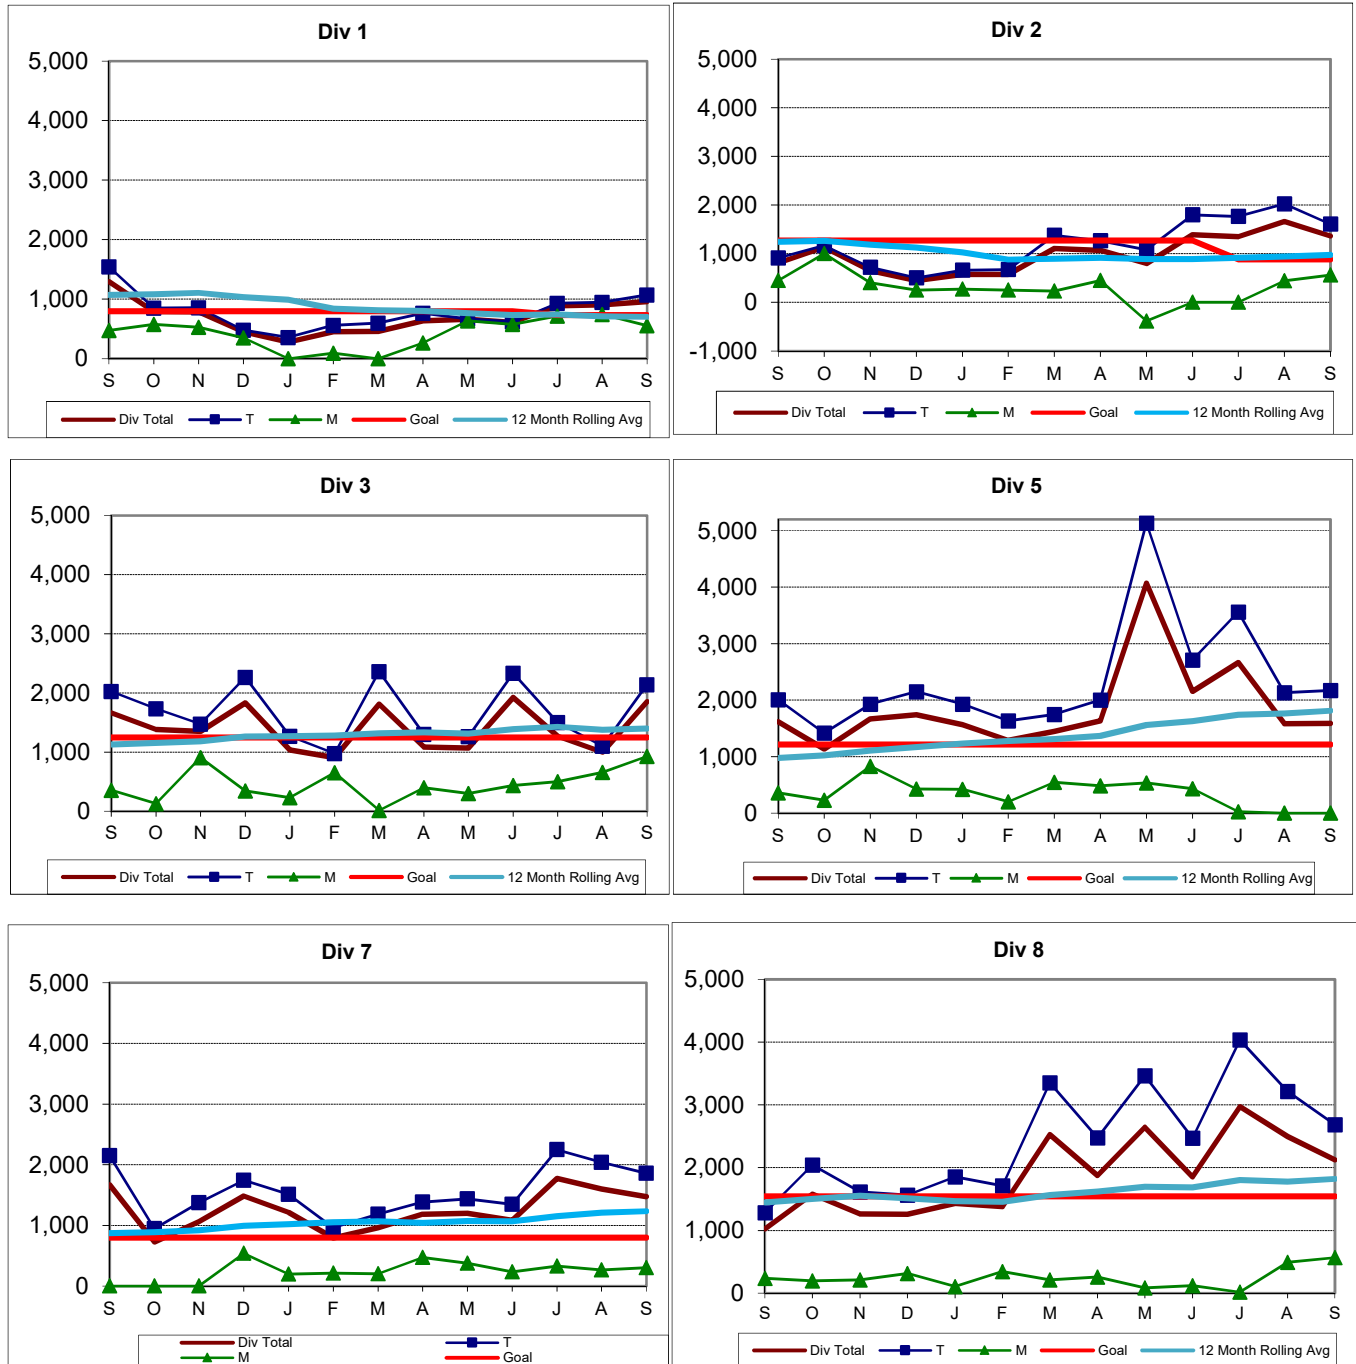 Div 1
5,000
4,000
3,000
2,000
1,000
0
S O N D J F M A M J J A S
Div Total T M Goal 12 Month Rolling Avg
Div 2
5,000
4,000
3,000
2,000
1,000
0
-1,000
S O N D J F M A M J J A S
Div Total T M Goal 12 Month Rolling Avg
Div 3
5,000
4,000
3,000
2,000
1,000
0
S O N D J F M A M J J A S
Div Total T M Goal 12 Month Rolling Avg
Div 5
5,000
4,000
3,000
2,000
1,000
0
S O N D J F M A M J J A S
Div Total T M Goal 12 Month Rolling Avg
Div 7
5,000
4,000
3,000
2,000
1,000
0
S O N D J F M A M J J A S
Div Total T
M Goal
Div 8
5,000
4,000
3,000
2,000
1,000
0
S O N D J F M A M J J A S
Div Total T M Goal 12 Month Rolling Avg